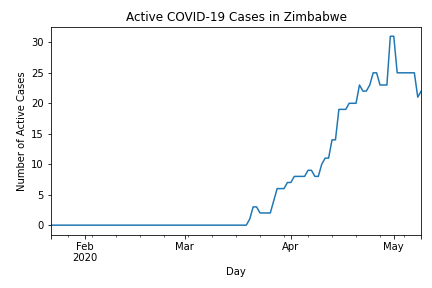 Active COVID-19 Cases in Zimbabwe
Number of Active Cases
30
25
20
15
10
5
0
Feb
2020
Mar
Apr
May
Day